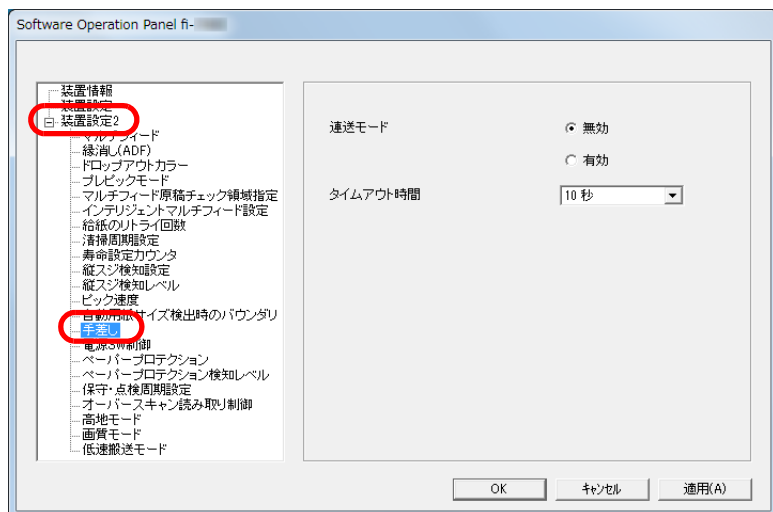 Software Operation Panel fi-
装置情報
装置設定
装置設定2
マルチフィード
縁消し(ADF)
ドロップアウトカラー
プレピックモード
マルチフィード原稿チェック領域指定
インテリジェントマルチフィード設定
給紙のリトライ回数
清掃周期設定
寿命設定カウンタ
縦スジ検知設定
縦スジ検知レベル
ピック速度
自動用紙サイズ検出時のバウンダリ
手差し
電源SW制御
ペーパープロテクション
ペーパープロテクション検知レベル
保守・点検周期設定
オーバースキャン読み取り制御
高地モード
画質モード
低速搬送モード
連送モード
無効
有効
タイムアウト時間
10 秒
OK
キャンセル
適用(A)